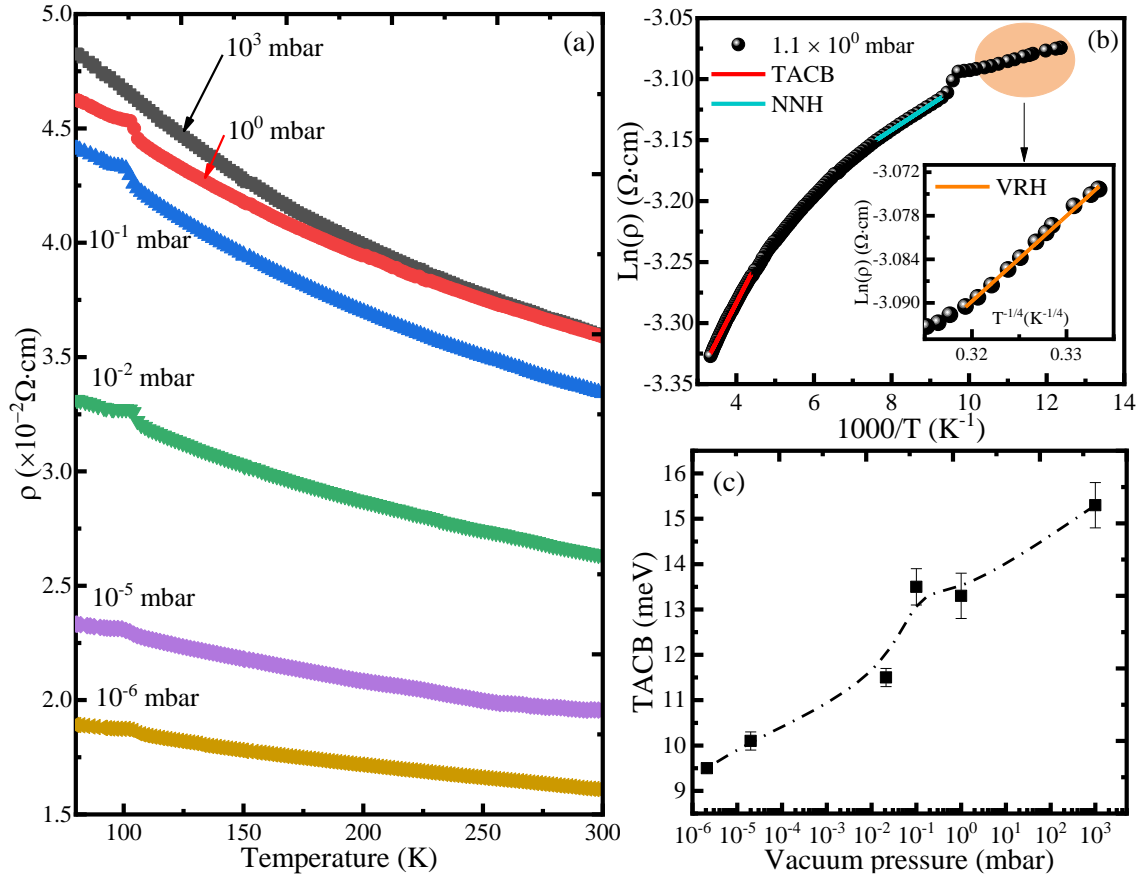 (a)
10³ mbar
10⁰ mbar
10⁻¹ mbar
10⁻² mbar
10⁻⁵ mbar
10⁻⁶ mbar
5.0
4.5
4.0
3.5
3.0
2.5
2.0
1.5
ρ (×10⁻²Ω·cm)
100 150 200 250 300
Temperature (K)
(b)
1.1 × 10⁰ mbar
TACB
NNH
-3.05
-3.10
-3.15
-3.20
-3.25
-3.30
-3.35
Ln(ρ) (Ω·cm)
4 6 8 10 12 14
1000/T (K⁻¹)
VRH
-3.072
-3.078
-3.084
-3.090
Ln(ρ) (Ω·cm)
T⁻¹/⁴(K⁻¹/⁴)
0.32 0.33
(c)
16
15
14
13
12
11
10
9
TACB (meV)
10⁻⁶ 10⁻⁵ 10⁻⁴ 10⁻³ 10⁻² 10⁻¹ 10⁰ 10¹ 10² 10³
Vacuum pressure (mbar)